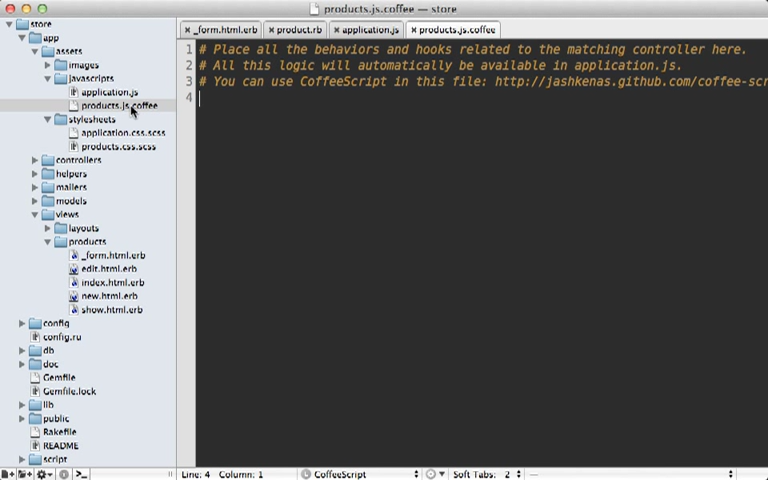 products.js.coffee — store
store
app
assets
images
javascripts
application.js
products.js.coffee
stylesheets
application.css.scss
products.css.scss
controllers
helpers
mailers
models
views
layouts
products
_form.html.erb
edit.html.erb
index.html.erb
new.html.erb
show.html.erb
config
config.ru
db
doc
Gemfile
Gemfile.lock
lib
public
Rakefile
README
script
_form.html.erb product.rb application.js products.js.coffee
1 # Place all the behaviors and hooks related to the matching controller here.
2 # All this logic will automatically be available in application.js.
3 # You can use CoffeeScript in this file: http://jashkenas.github.com/coffee-scr
4
Line: 4 Column: 1 CoffeeScript Soft Tabs: 2 —